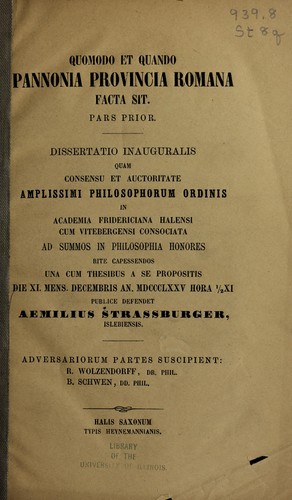 939.8
St 8 q
QUOMODO ET QUANDO
PANNONIA PROVINCIA ROMANA
FACTA SIT.
PARS PRIOR.
DISSERTATIO INAUGURALIS
QUAM
CONSENSU ET AUCTORITATE
AMPLISSIMI PHILOSOPHORUM ORDINIS
IN
ACADEMIA FRIDERICIANA HALENSI
CUM VITEBERGENSI CONSOCIATA
AD SUMMOS IN PHILOSOPHIA HONORES
RITE CAPESSENDOS
UNA CUM THESIBUS A SE PROPOSITIS
DIE XI. MENS. DECEMBRIS AN. MDCCCLXXV HORA ½XI
PUBLICE DEFENDET
AEMILIUS STRASSBURGER,
ISLEBIENSIS.
ADVERSARIORUM PARTES SUSCIPIENT:
R. WOLZENDORFF, DR. PHIL.
B. SCHWEN, DD. PHIL.
HALIS SAXONUM
TYPIS HEYNEMANNIANIS.
LIBRARY
OF THE
UNIVERSITY OF ILLINOIS.